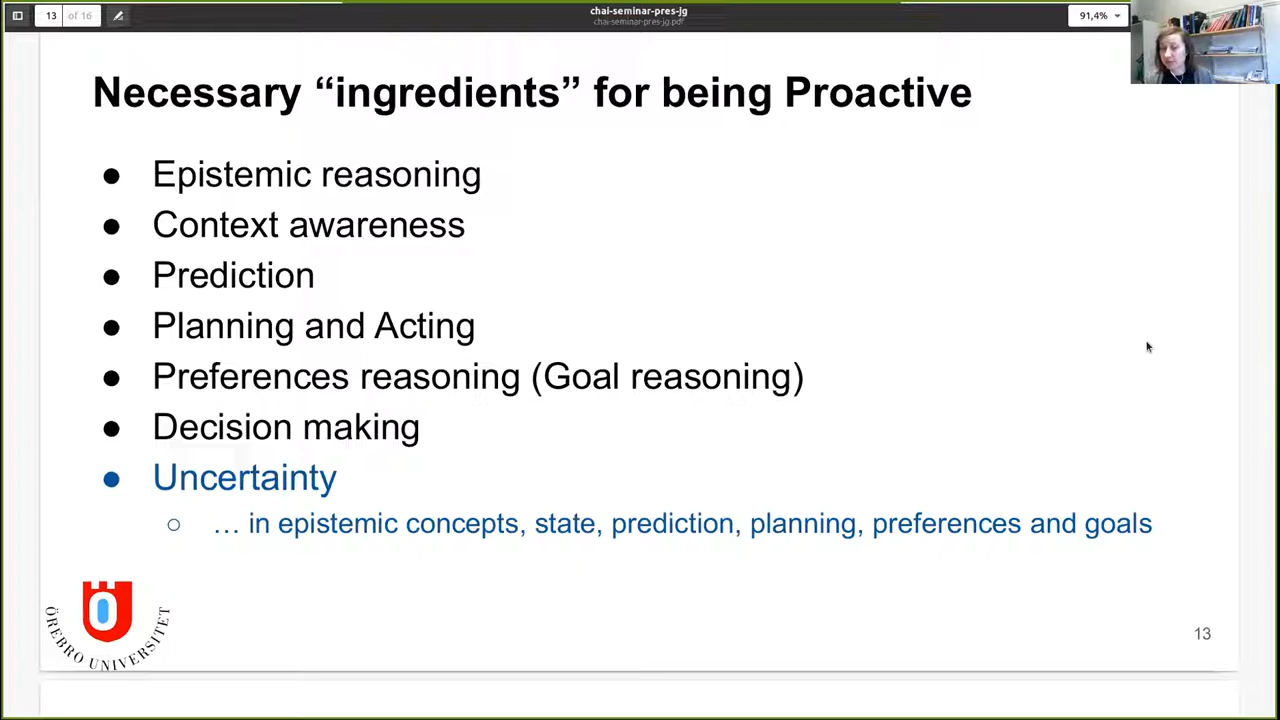 13 of 16
chai-seminar-pres-jg
chai-seminar-pres-jg.pdf
91,4%
Necessary “ingredients” for being Proactive
● Epistemic reasoning
● Context awareness
● Prediction
● Planning and Acting
● Preferences reasoning (Goal reasoning)
● Decision making
● Uncertainty
○ … in epistemic concepts, state, prediction, planning, preferences and goals
ÖREBRO UNIVERSITET
13